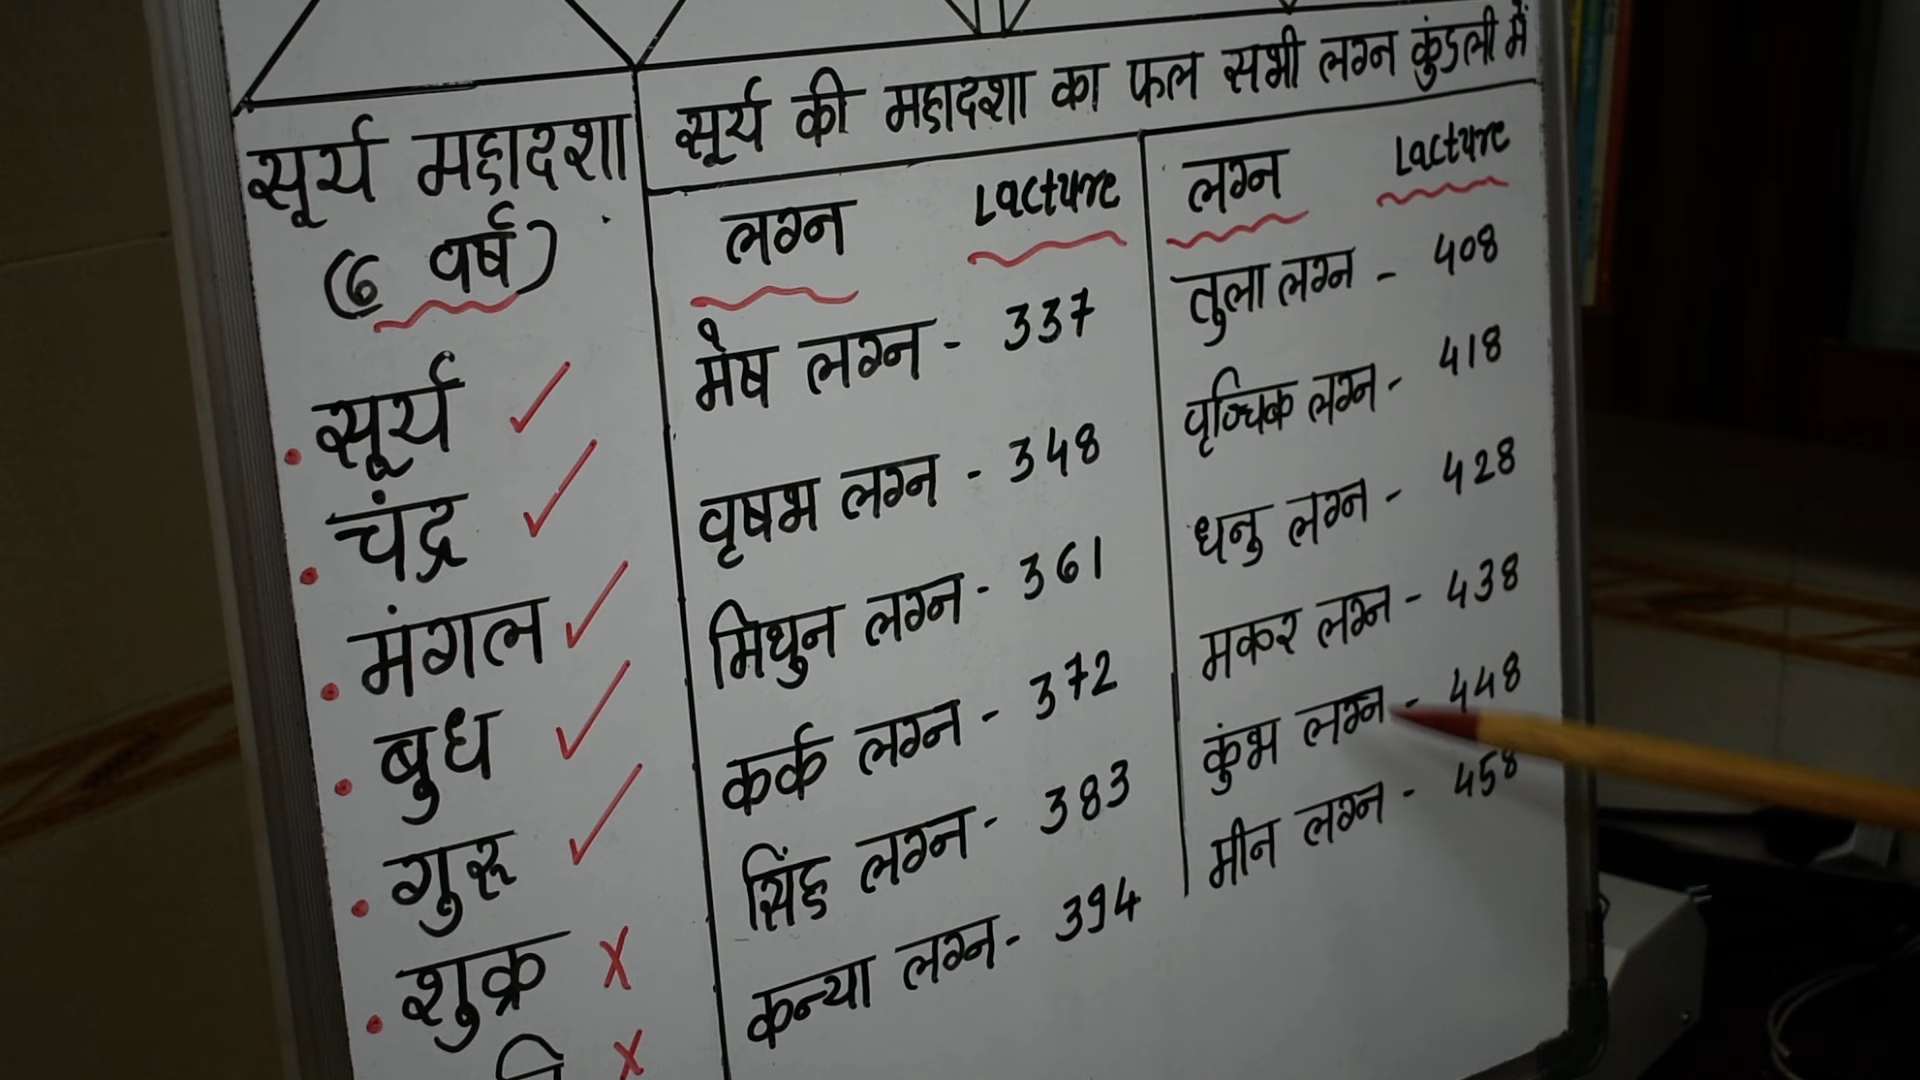 सूर्य महादशा
(6 वर्ष)
सूर्य ✓
चंद्र ✓
मंगल ✓
बुध ✓
गुरु ✓
शुक्र X
X
सूर्य की महादशा का फल सभी लग्न कुंडली में
लग्न Lacture
मेष लग्न - 337
वृषभ लग्न - 348
मिथुन लग्न - 361
कर्क लग्न - 372
सिंह लग्न - 383
कन्या लग्न - 394
लग्न Lacture
तुला लग्न - 408
वृश्चिक लग्न - 418
धनु लग्न - 428
मकर लग्न - 438
कुंभ लग्न - 448
मीन लग्न - 458